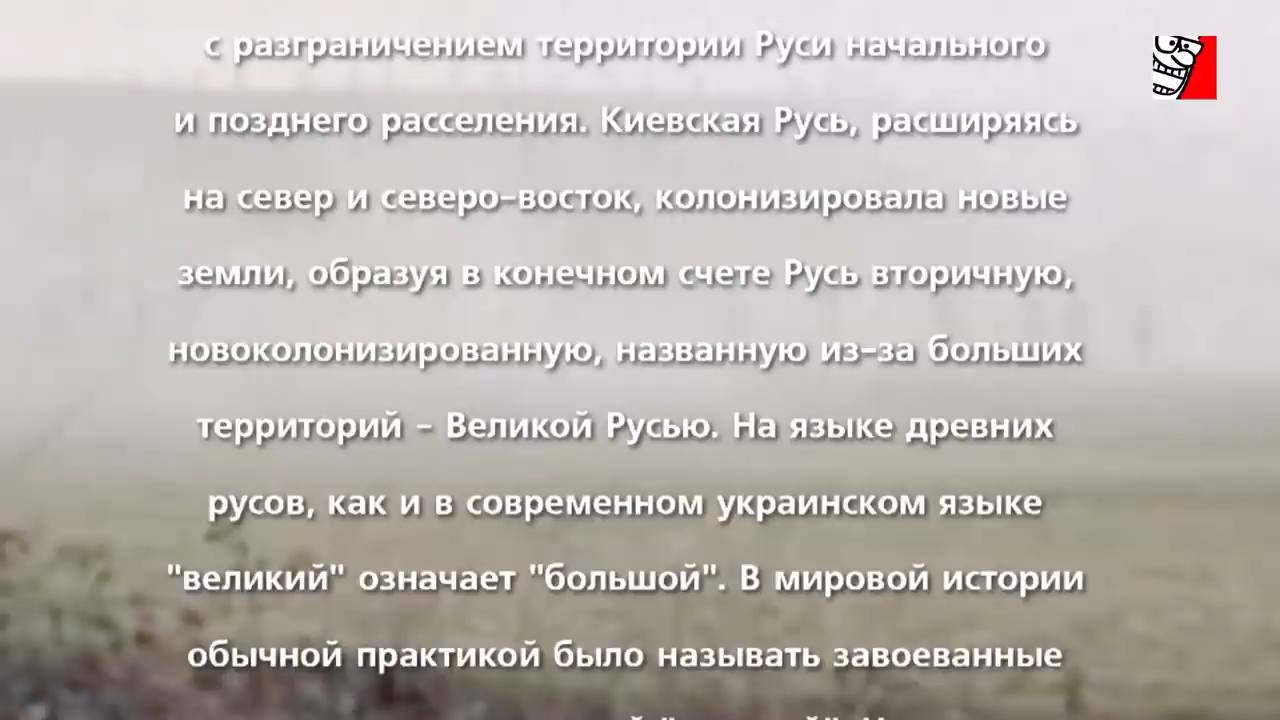 с разграничением территории Руси начального
и позднего расселения. Киевская Русь, расширяясь
на север и северо-восток, колонизировала новые
земли, образуя в конечном счете Русь вторичную,
новоколонизированную, названную из-за больших
территорий - Великой Русью. На языке древних
русов, как и в современном украинском языке
"великий" означает "большой". В мировой истории
обычной практикой было называть завоеванные